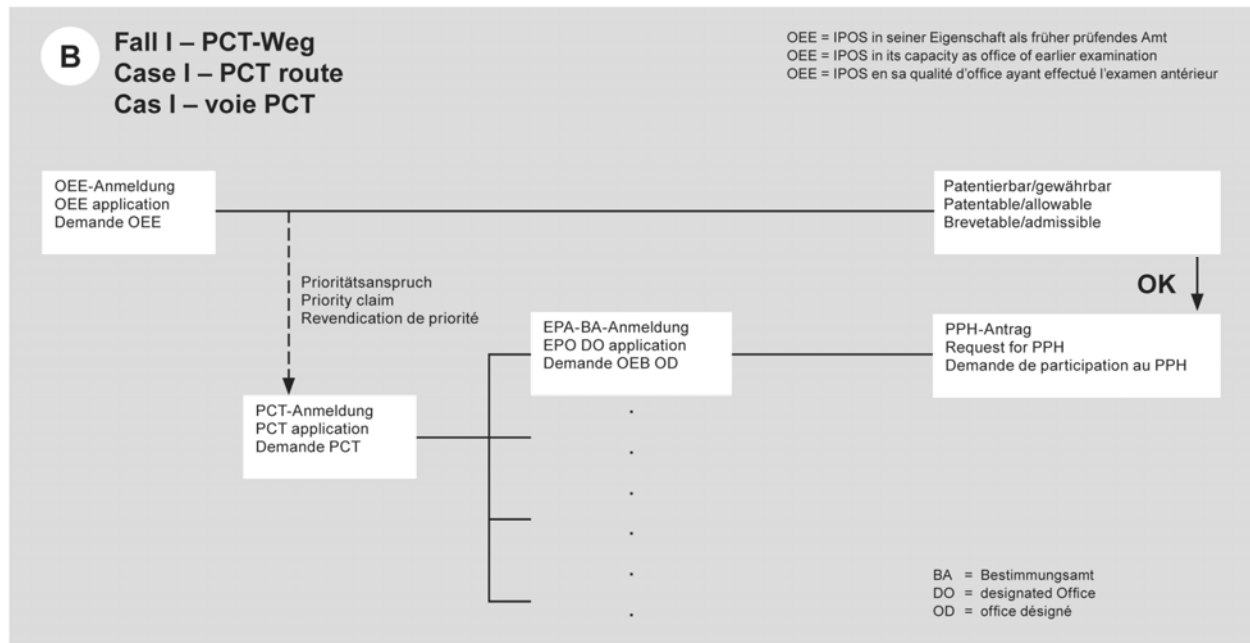 B
Fall I – PCT-Weg
Case I – PCT route
Cas I – voie PCT
OEE = IPOS in seiner Eigenschaft als früher prüfendes Amt
OEE = IPOS in its capacity as office of earlier examination
OEE = IPOS en sa qualité d'office ayant effectué l'examen antérieur
OEE-Anmeldung
OEE application
Demande OEE
Patentierbar/gewährbar
Patentable/allowable
Brevetable/admissible
Prioritätsanspruch
Priority claim
Revendication de priorité
OK
EPA-BA-Anmeldung
EPO DO application
Demande OEB OD
PPH-Antrag
Request for PPH
Demande de participation au PPH
PCT-Anmeldung
PCT application
Demande PCT
BA = Bestimmungsamt
DO = designated Office
OD = office désigné